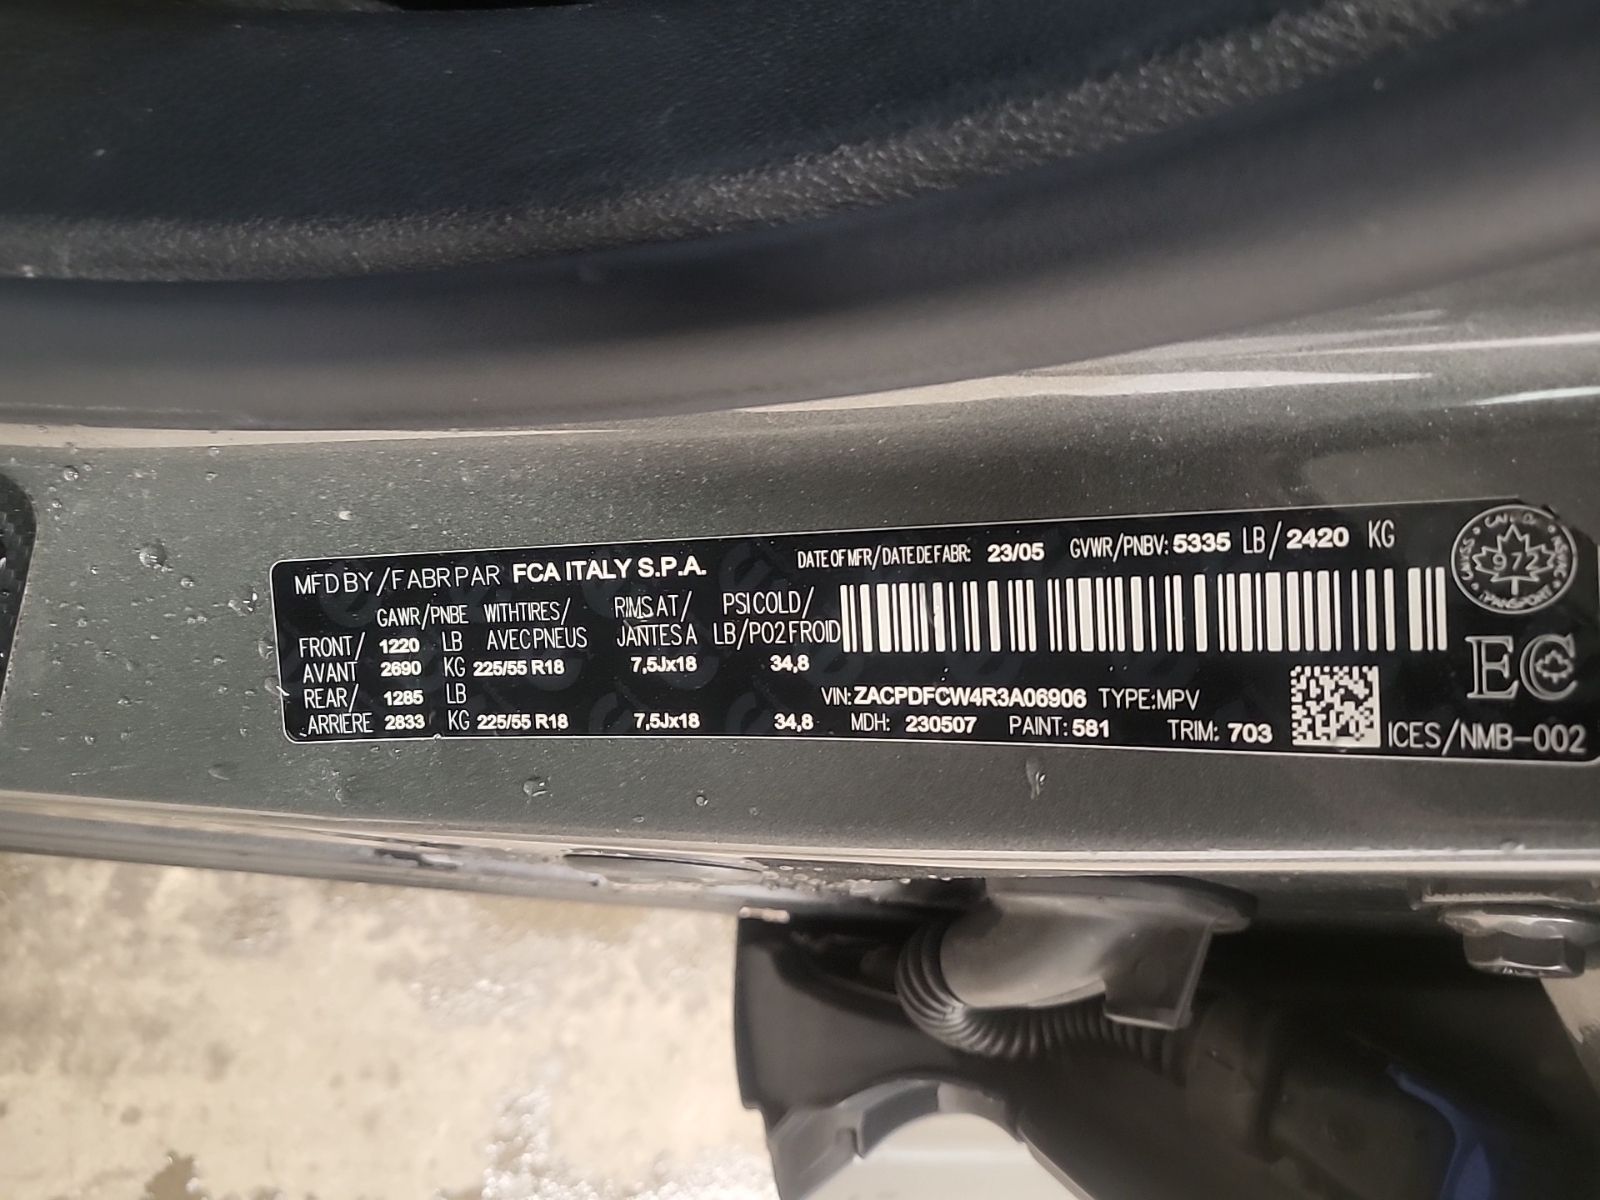 MFD BY/FABR PAR FCA ITALY S.P.A. DATE OF MFR/DATE DE FABR: 23/05 GVWR/PNBV: 5335 LB/2420 KG
GAWR/PNBE WITH TIRES/ RIMS AT/ PSI COLD/
FRONT/ 1220 LB AVEC PNEUS JANTES A LB/PO2 FROID
AVANT 2690 KG 225/55 R18 7,5Jx18 34,8
REAR/ 1285 LB
ARRIERE 2833 KG 225/55 R18 7,5Jx18 34,8
VIN: ZACPDFCW4R3A06906 TYPE: MPV
MDH: 230507 PAINT: 581 TRIM: 703
ICES/NMB-002
EC
972
TRANSPORT